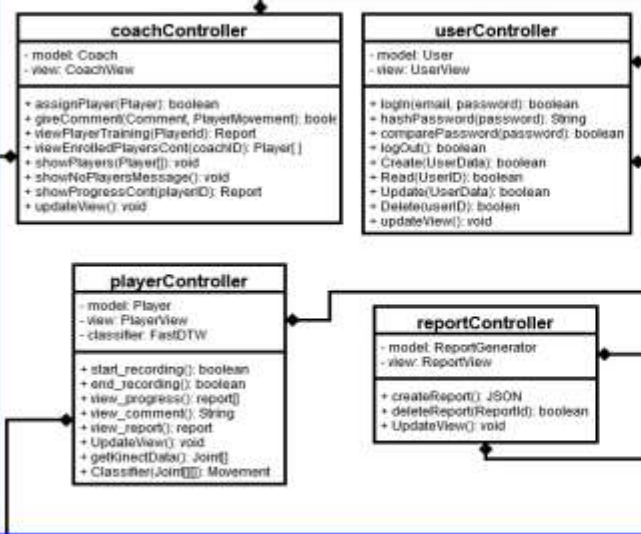 coachController
- model: Coach
- view: CoachView
+ assignPlayer(Player): boolean
+ giveComment(Comment, PlayerMovement): boole
+ viewPlayerTraining(PlayerId): Report
+ viewEnrolledPlayersCont(coachID): Player[ ]
+ showPlayers(Player[]): void
+ showNoPlayersMessage(): void
+ showProgressCont(playerID): Report
+ updateView(): void
userController
- model: User
- view: UserView
+ logIn(email, password): boolean
+ hashPassword(password): String
+ comparePassword(password): boolean
+ logOut(): boolean
+ Create(UserData): boolean
+ Read(UserID): boolean
+ Update(UserData): boolean
+ Delete(userID): boolen
+ updateView(): void
playerController
- model: Player
- view: PlayerView
- classifier: FastDTW
+ start_recording(): boolean
+ end_recording(): boolean
+ view_progress(): report[]
+ view_comment(): String
+ view_report(): report
+ UpdateView(): void
+ getKinectData(): Joint[]
+ Classifier(Joint[][]): Movement
reportController
- model: ReportGenerator
- view: ReportView
+ createReport(): JSON
+ deleteReport(ReportId): boolean
+ UpdateView(): void